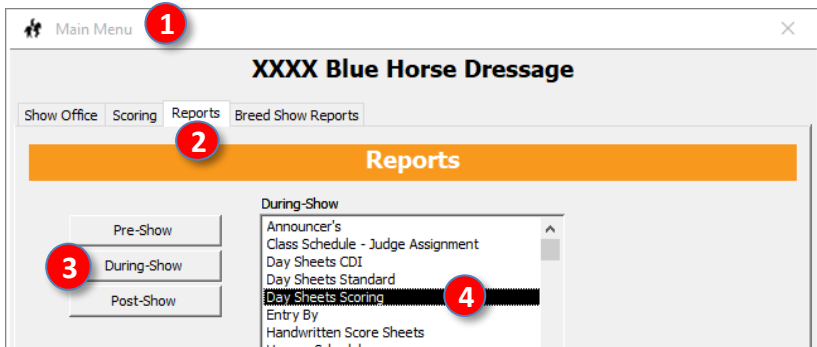 Main Menu 1
XXXX Blue Horse Dressage
Show Office Scoring Reports Breed Show Reports
2
Reports
During-Show
Pre-Show
3 During-Show
Post-Show
Announcer's
Class Schedule - Judge Assignment
Day Sheets CDI
Day Sheets Standard
Day Sheets Scoring 4
Entry By
Handwritten Score Sheets